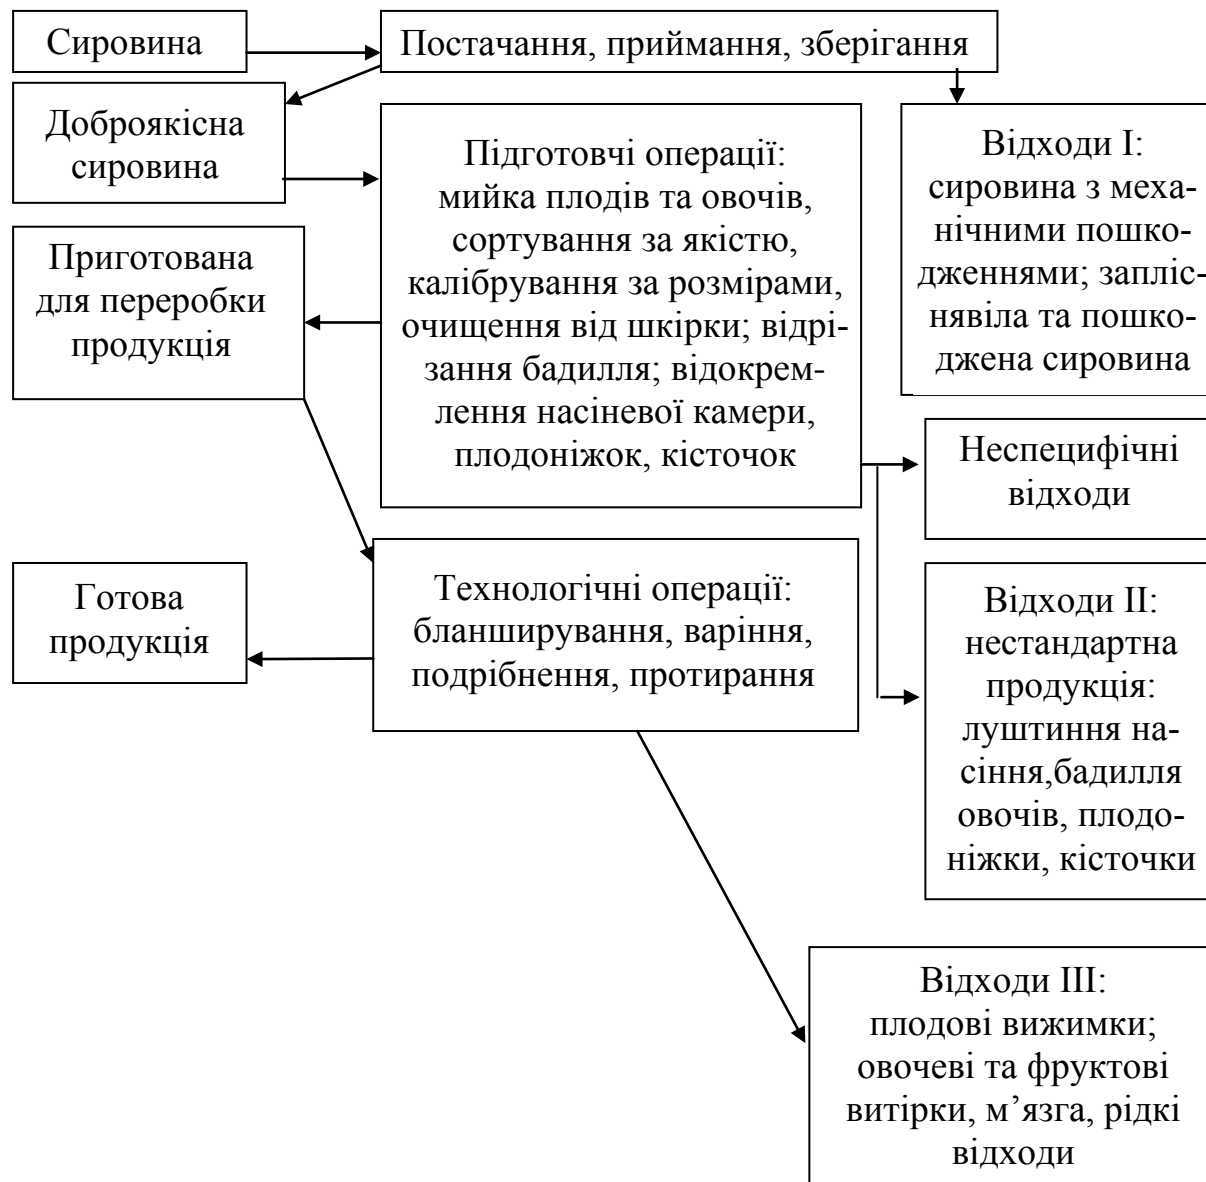 Сировина
Постачання, приймання, зберігання
Доброякісна
сировина
Підготовчі операції:
мийка плодів та овочів,
сортування за якістю,
калібрування за розмірами,
очищення від шкірки; відрі-
зання бадилля; відокрем-
лення насіневої камери,
плодоніжок, кісточок
Відходи I:
сировина з меха-
нічними пошко-
дженнями; запліс-
нявіла та пошко-
джена сировина
Приготована
для переробки
продукція
Неспецифічні
відходи
Технологічні операції:
бланширування, варіння,
подрібнення, протирання
Готова
продукція
Відходи II:
нестандартна
продукція:
луштиння на-
сіння,бадилля
овочів, плодо-
ніжки, кісточки
Відходи III:
плодові вижимки;
овочеві та фруктові
витірки, м’язга, рідкі
відходи